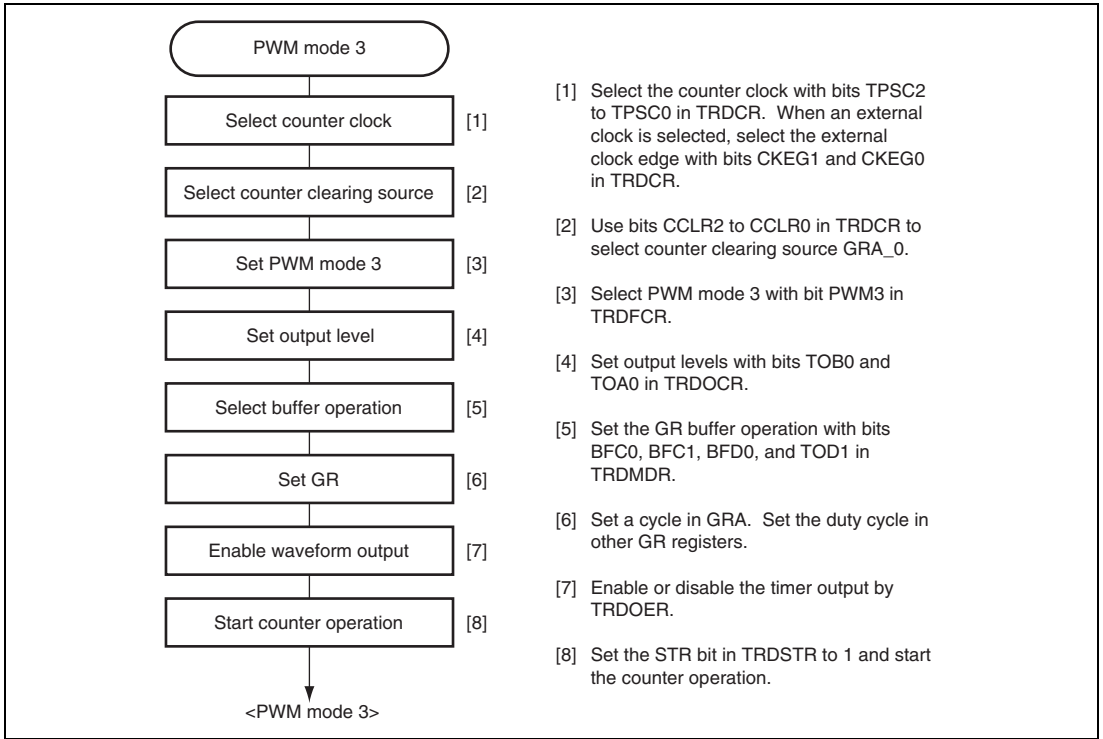 PWM mode 3
Select counter clock [1]
Select counter clearing source [2]
Set PWM mode 3 [3]
Set output level [4]
Select buffer operation [5]
Set GR [6]
Enable waveform output [7]
Start counter operation [8]
<PWM mode 3>
[1] Select the counter clock with bits TPSC2
to TPSC0 in TRDCR. When an external
clock is selected, select the external
clock edge with bits CKEG1 and CKEG0
in TRDCR.
[2] Use bits CCLR2 to CCLR0 in TRDCR to
select counter clearing source GRA_0.
[3] Select PWM mode 3 with bit PWM3 in
TRDFCR.
[4] Set output levels with bits TOB0 and
TOA0 in TRDOCR.
[5] Set the GR buffer operation with bits
BFC0, BFC1, BFD0, and TOD1 in
TRDMDR.
[6] Set a cycle in GRA. Set the duty cycle in
other GR registers.
[7] Enable or disable the timer output by
TRDOER.
[8] Set the STR bit in TRDSTR to 1 and start
the counter operation.